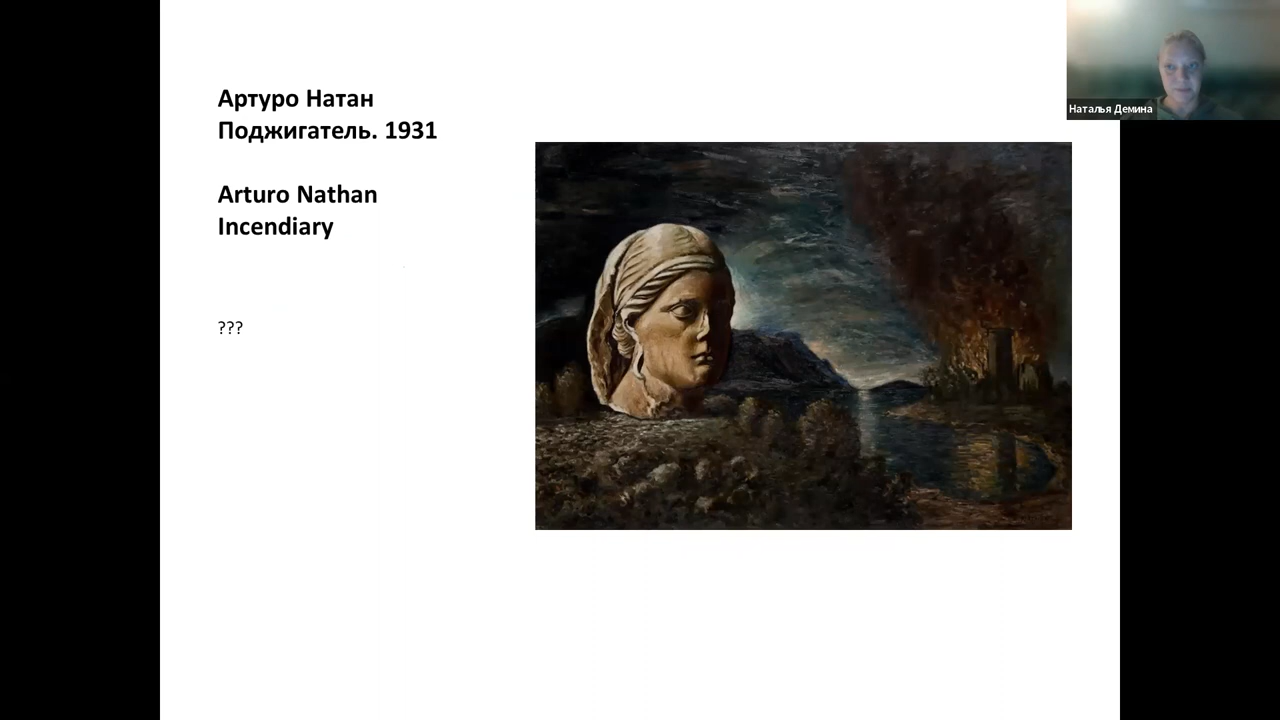 Артуро Натан
Поджигатель. 1931
Arturo Nathan
Incendiary
???
Наталья Демина